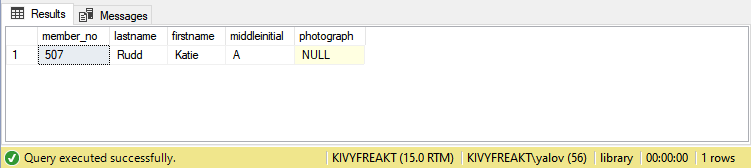 Results Messages
member_no lastname firstname middleinitial photograph
1 507 Rudd Katie A NULL
Query executed successfully. KIVYFREAKT (15.0 RTM) KIVYFREAKT\yalov (56) library 00:00:00 1 rows